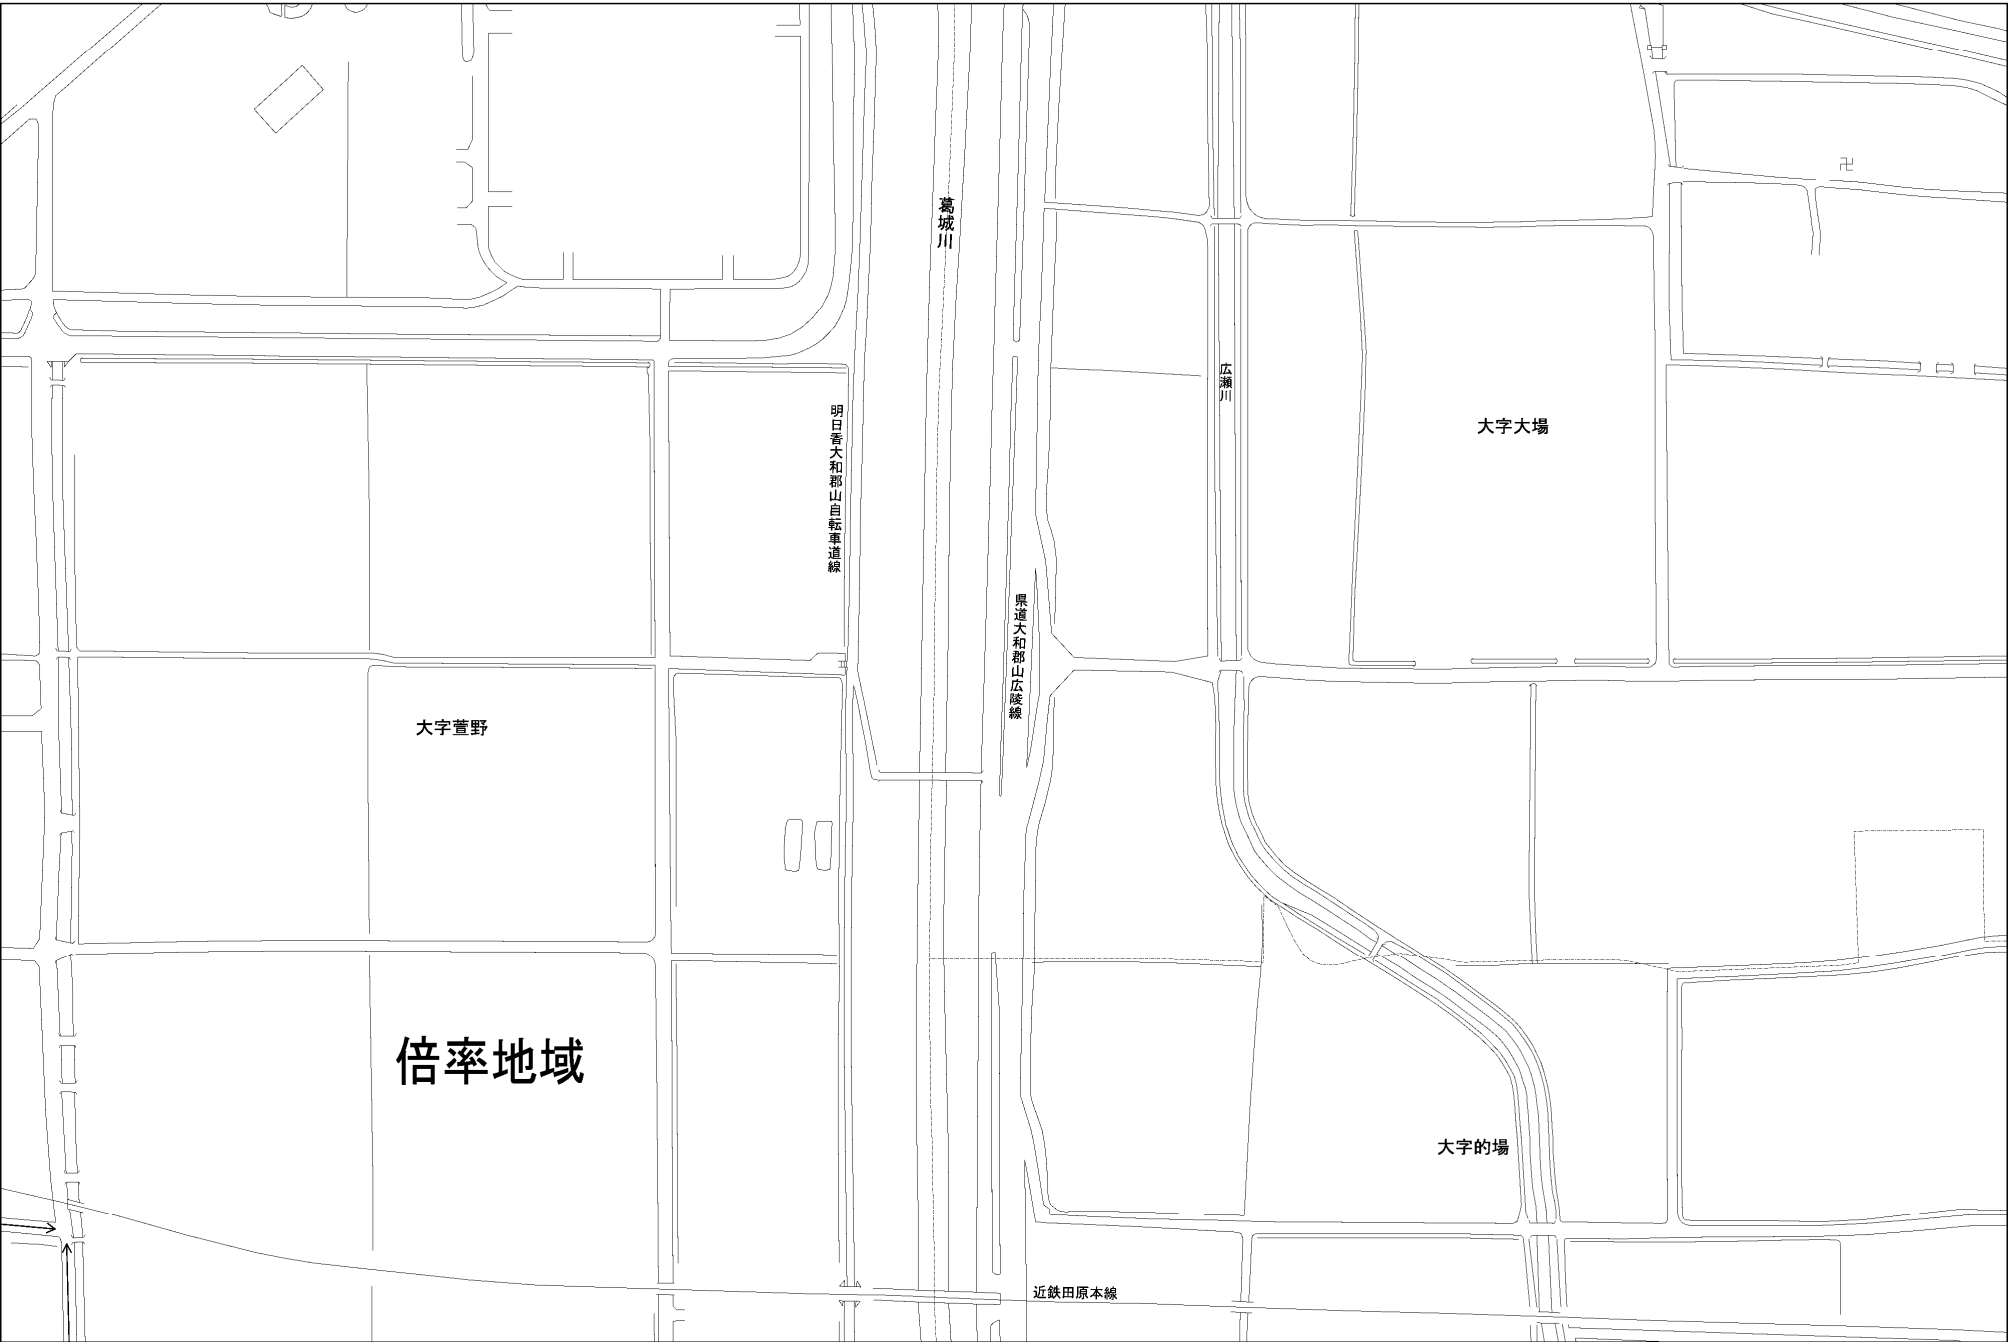 葛城川
広瀬川
明日香大和郡山自転車道線
大字大場
県道大和郡山広陵線
大字萱野
倍率地域
大字的場
近鉄田原本線